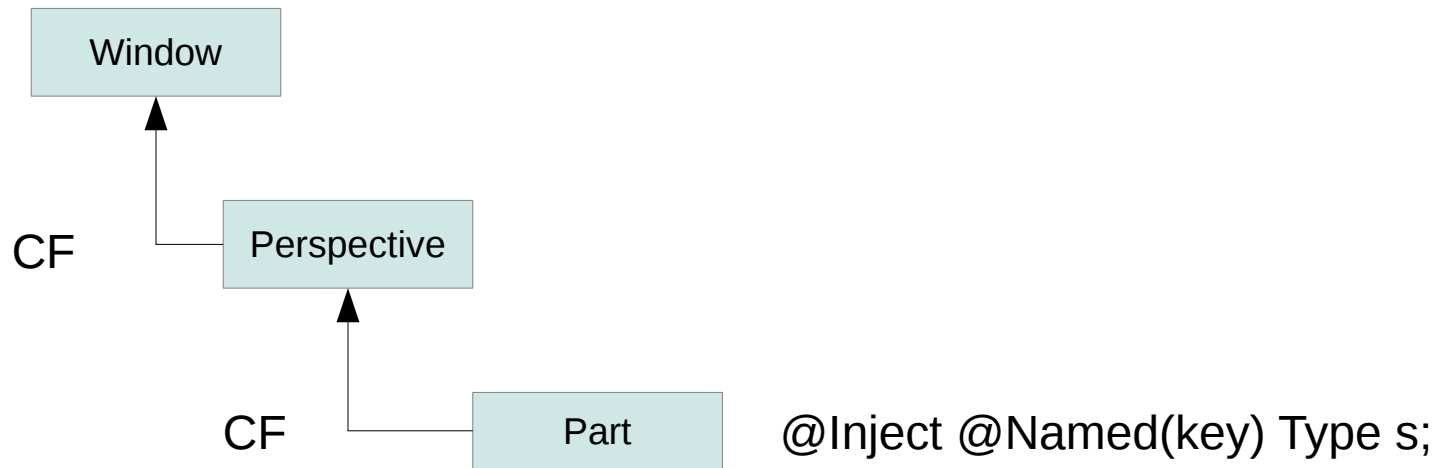 Window
CF
Perspective
CF
Part
@Inject @Named(key) Type s;